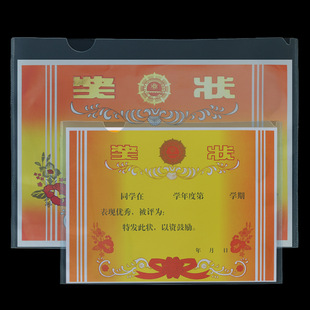 奖 状
奖 状
同学在 学年度第 学期
表现优秀，被评为：
特发此状，以资鼓励。
年 月 日